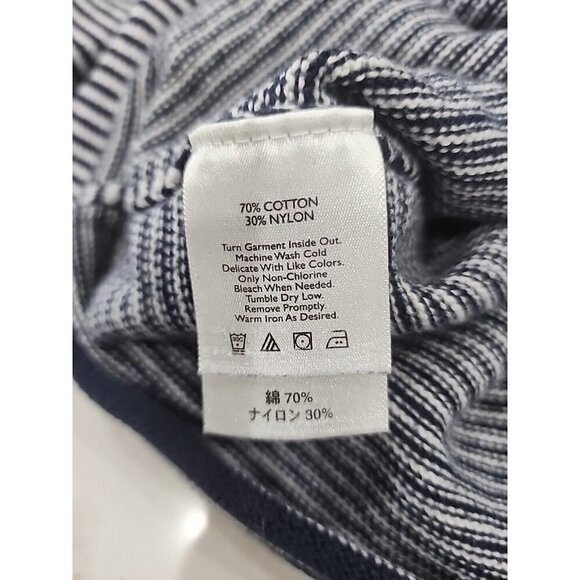 70% COTTON
30% NYLON
Turn Garment Inside Out.
Machine Wash Cold
Delicate With Like Colors.
Only Non-Chlorine
Bleach When Needed.
Tumble Dry Low.
Remove Promptly.
Warm Iron As Desired.
30C
綿 70%
ナイロン 30%